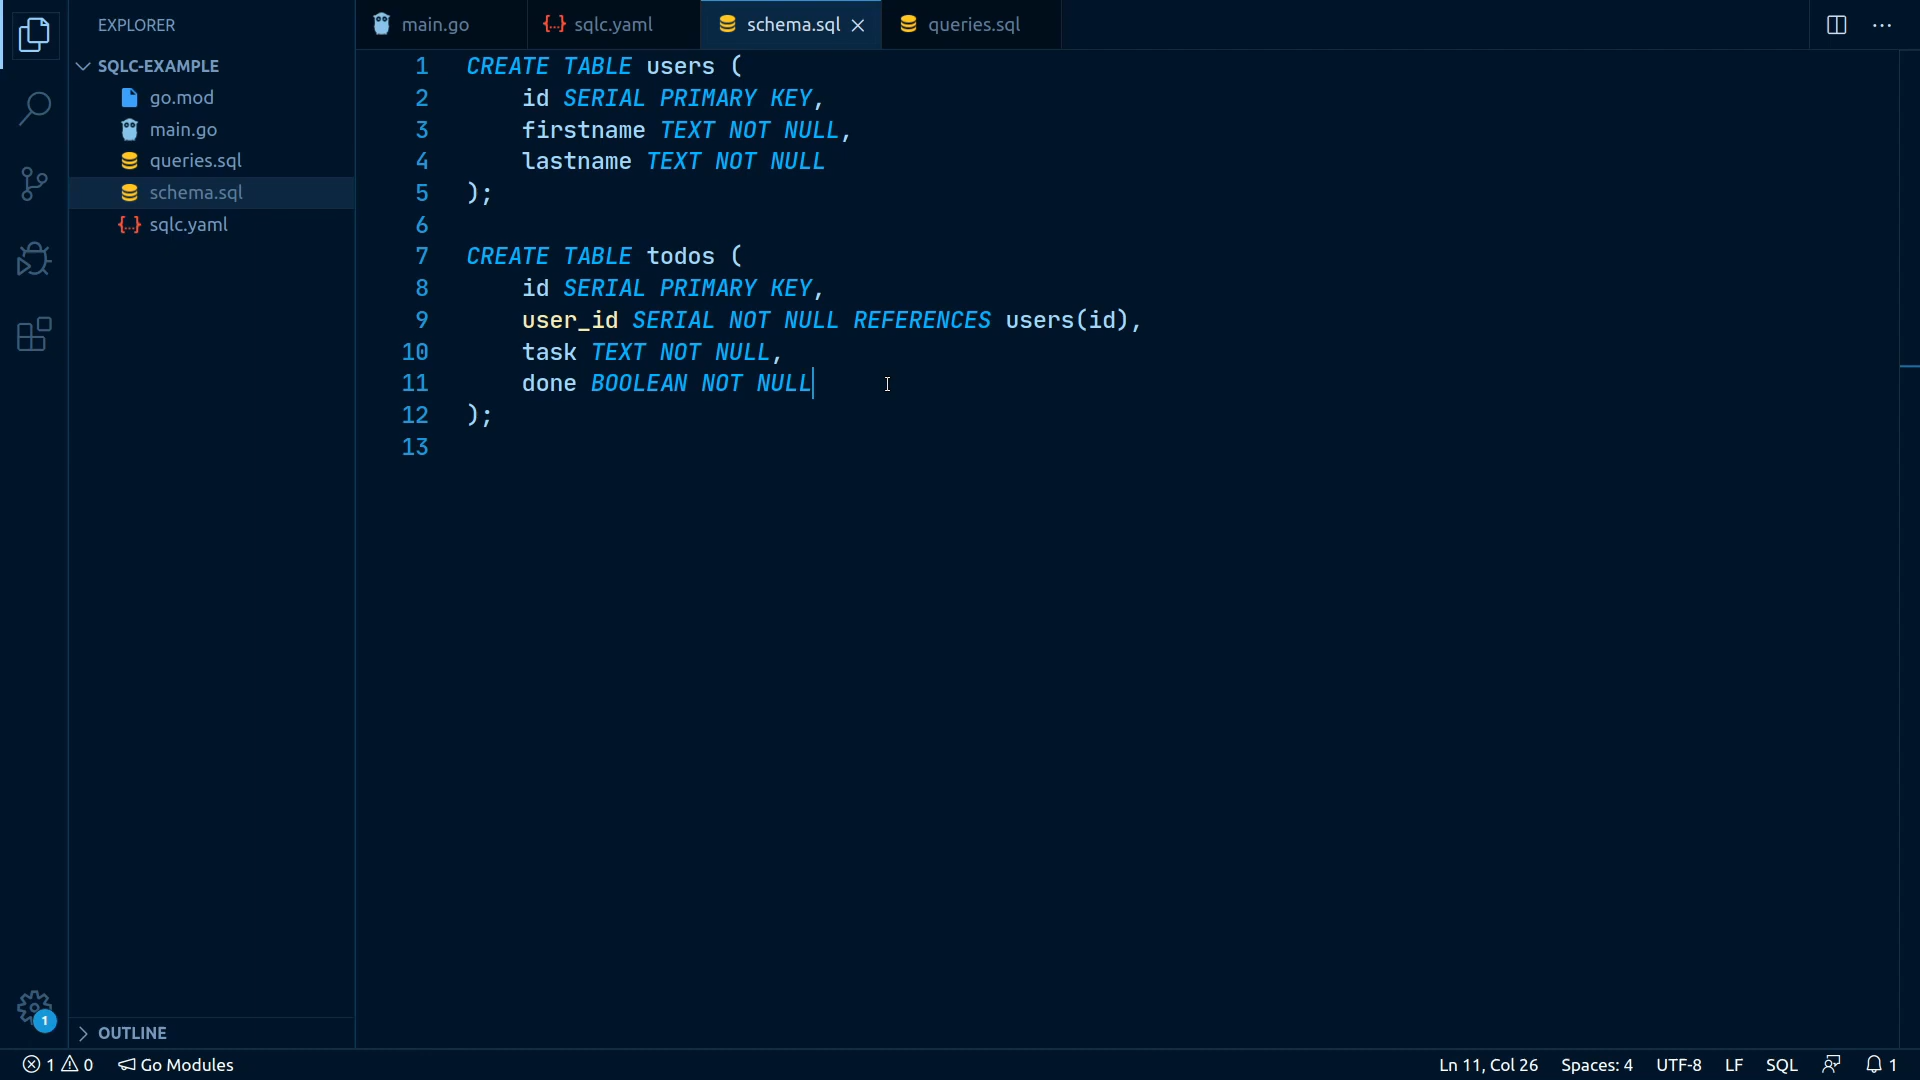 EXPLORER
SQLC-EXAMPLE
go.mod
main.go
queries.sql
schema.sql
{...} sqlc.yaml
OUTLINE
main.go
{...} sqlc.yaml
schema.sql
queries.sql
1 CREATE TABLE users (
2 id SERIAL PRIMARY KEY,
3 firstname TEXT NOT NULL,
4 lastname TEXT NOT NULL
5 );
6
7 CREATE TABLE todos (
8 id SERIAL PRIMARY KEY,
9 user_id SERIAL NOT NULL REFERENCES users(id),
10 task TEXT NOT NULL,
11 done BOOLEAN NOT NULL
12 );
13
1
1 0 Go Modules
Ln 11, Col 26 Spaces: 4 UTF-8 LF SQL 1